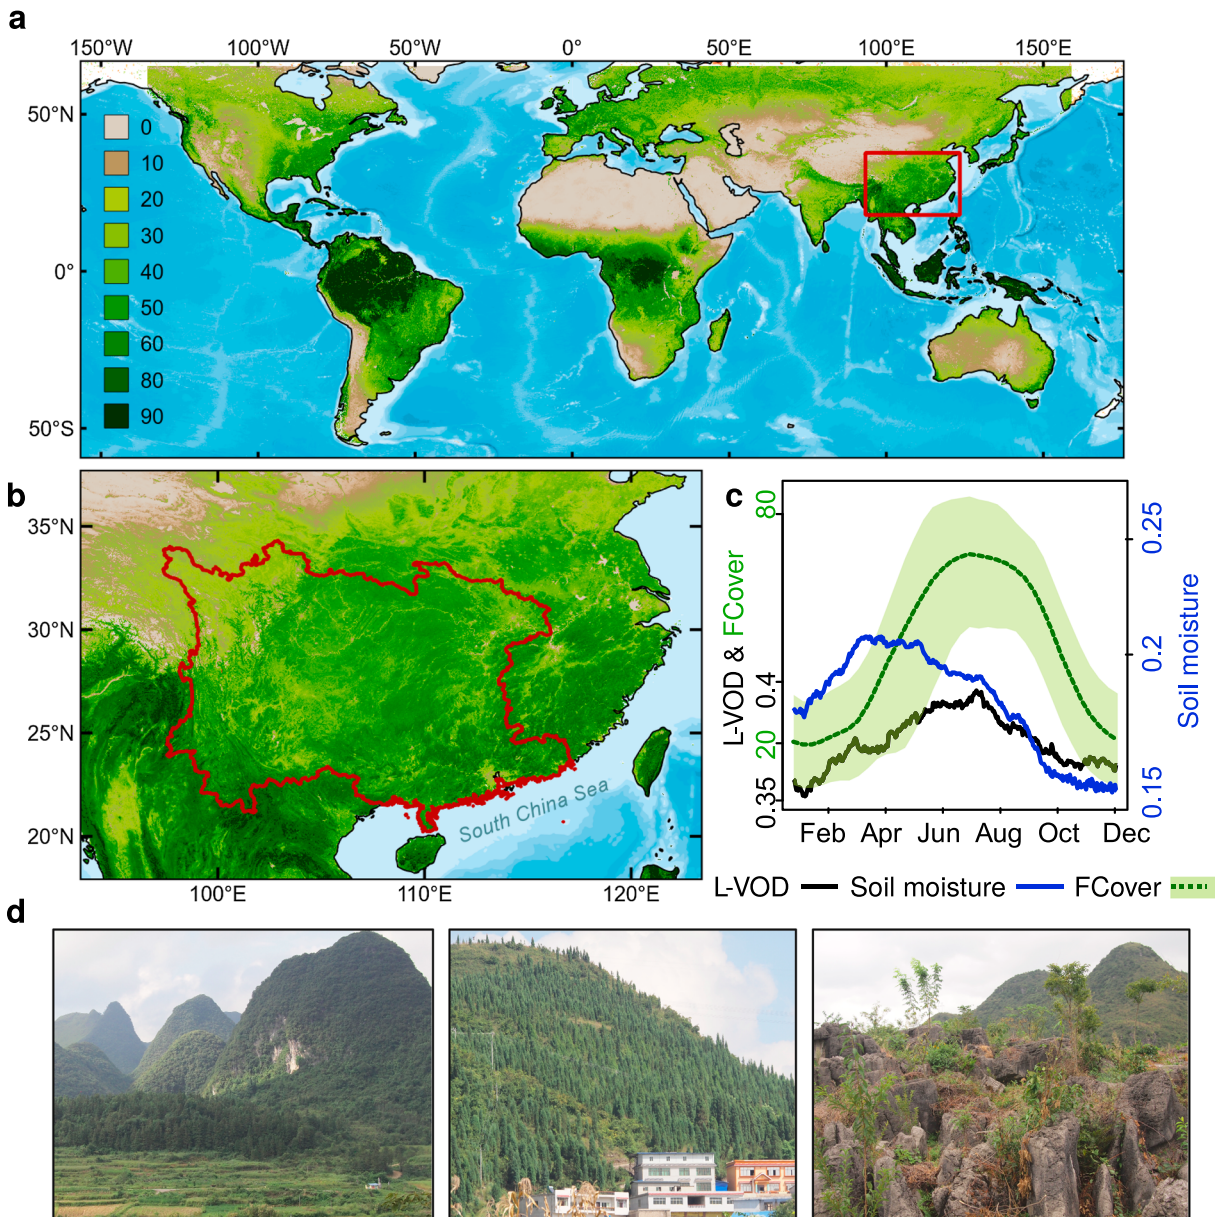 a
150°W 100°W 50°W 0° 50°E 100°E 150°E
50°N
0°
50°S
0
10
20
30
40
50
60
80
90
b
35°N
30°N
25°N
20°N
100°E 110°E 120°E
South China Sea
c
L-VOD & FCover
80
20
0.4
0.35
Soil moisture
0.25
0.2
0.15
Feb Apr Jun Aug Oct Dec
L-VOD Soil moisture FCover
d